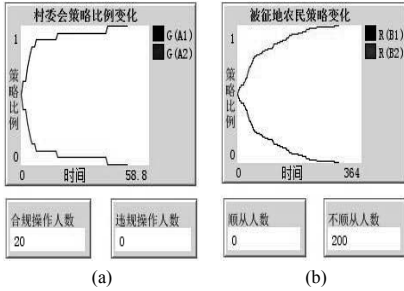 村委会策略比例变化
1
策略比例
0
0
时间
58.8
G(A1)
G(A2)
被征地农民策略变化
1
策略比例
0
0
时间
364
R(B1)
R(B2)
合规操作人数
20
违规操作人数
0
顺从人数
0
不顺从人数
200
(a)
(b)